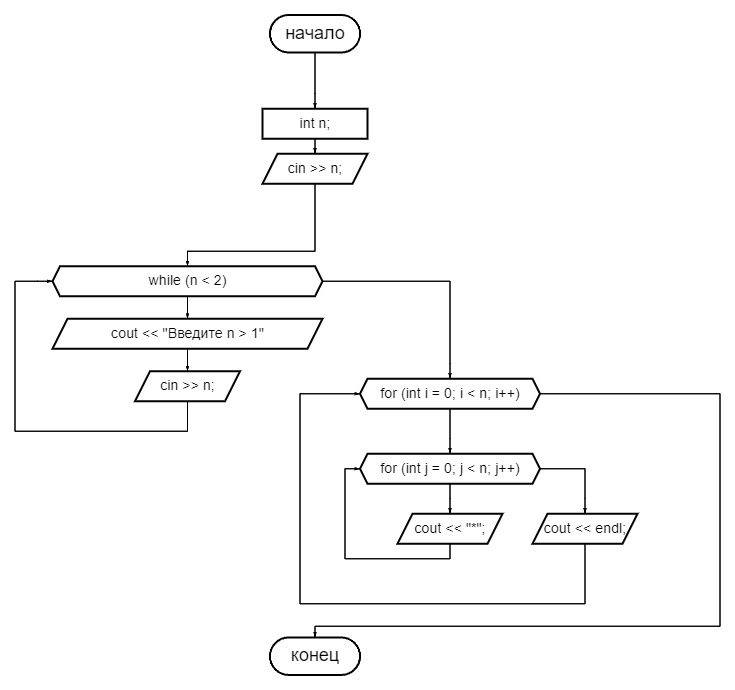 начало
int n;
cin >> n;
while (n < 2)
cout << "Введите n > 1"
cin >> n;
for (int i = 0; i < n; i++)
for (int j = 0; j < n; j++)
cout << "*";
cout << endl;
конец